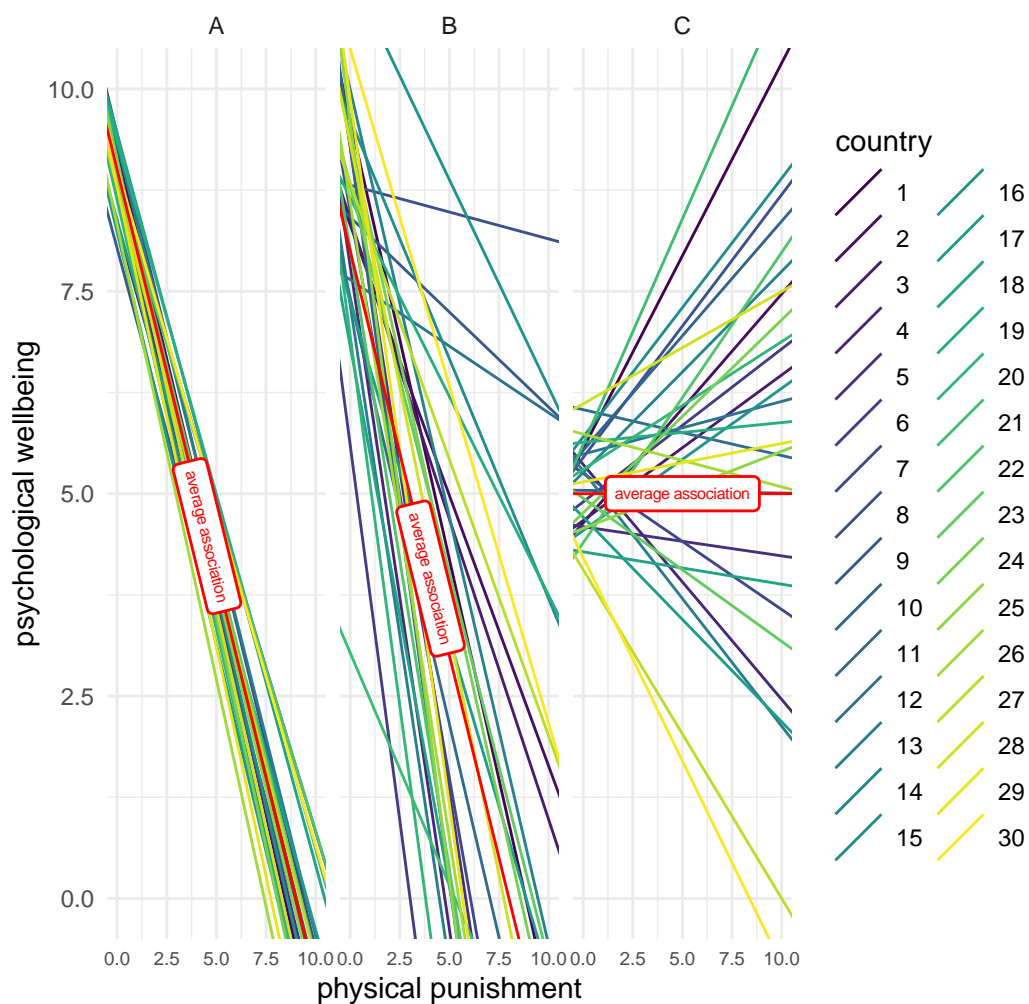 A B C
10.0
7.5
5.0
2.5
0.0
psychological wellbeing
average association
average association
average association
0.0 2.5 5.0 7.5 10.0 0.0 2.5 5.0 7.5 10.0 0.0 2.5 5.0 7.5 10.0
physical punishment
country
1 16
2 17
3 18
4 19
5 20
6 21
7 22
8 23
9 24
10 25
11 26
12 27
13 28
14 29
15 30